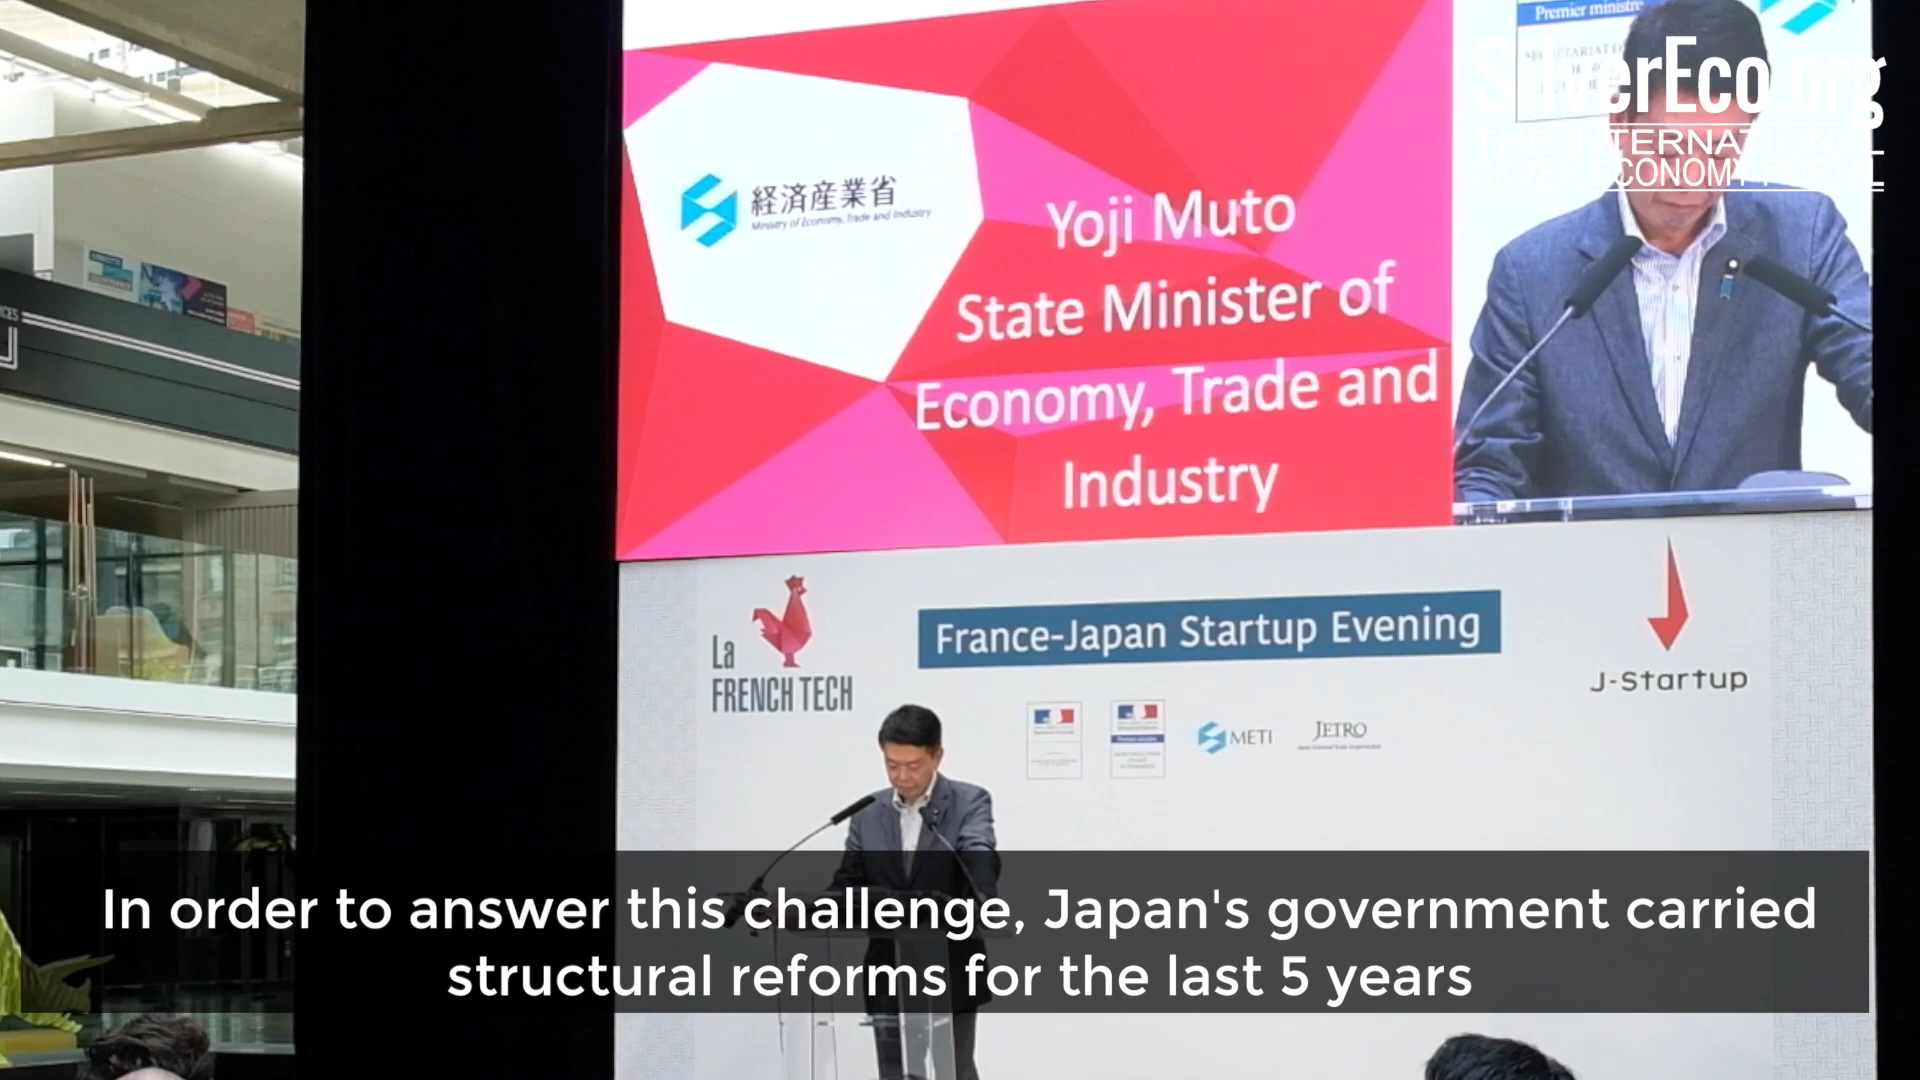 Premier ministre
SilverEco.org
THE INTERNATIONAL
SILVER ECONOMY PORTAL
経済産業省
Ministry of Economy, Trade and Industry
Yoji Muto
State Minister of
Economy, Trade and
Industry
La
FRENCH TECH
France-Japan Startup Evening
J-Startup
METI
JETRO
In order to answer this challenge, Japan's government carried
structural reforms for the last 5 years